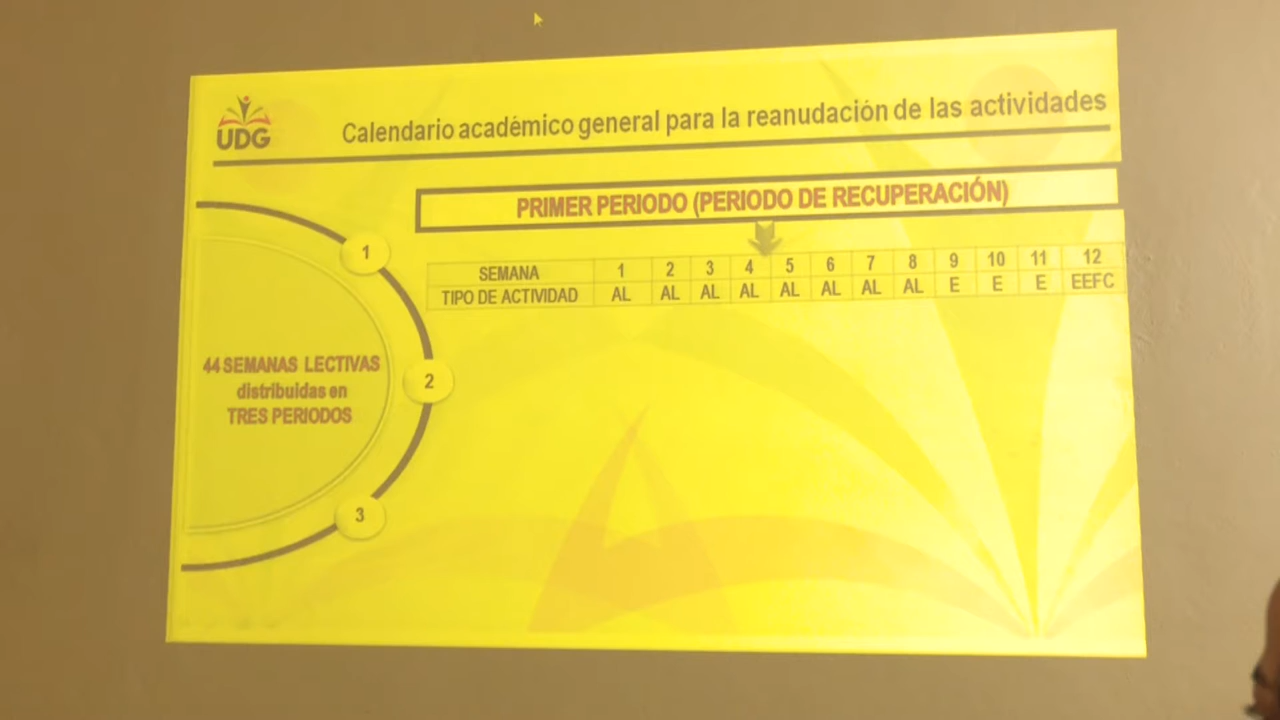 UDG
Calendario académico general para la reanudación de las actividades
PRIMER PERIODO (PERIODO DE RECUPERACIÓN)
1
SEMANA 1 2 3 4 5 6 7 8 9 10 11 12
TIPO DE ACTIVIDAD AL AL AL AL AL AL AL AL E E E EEFC
44 SEMANAS LECTIVAS
distribuidas en
TRES PERIODOS
2
3